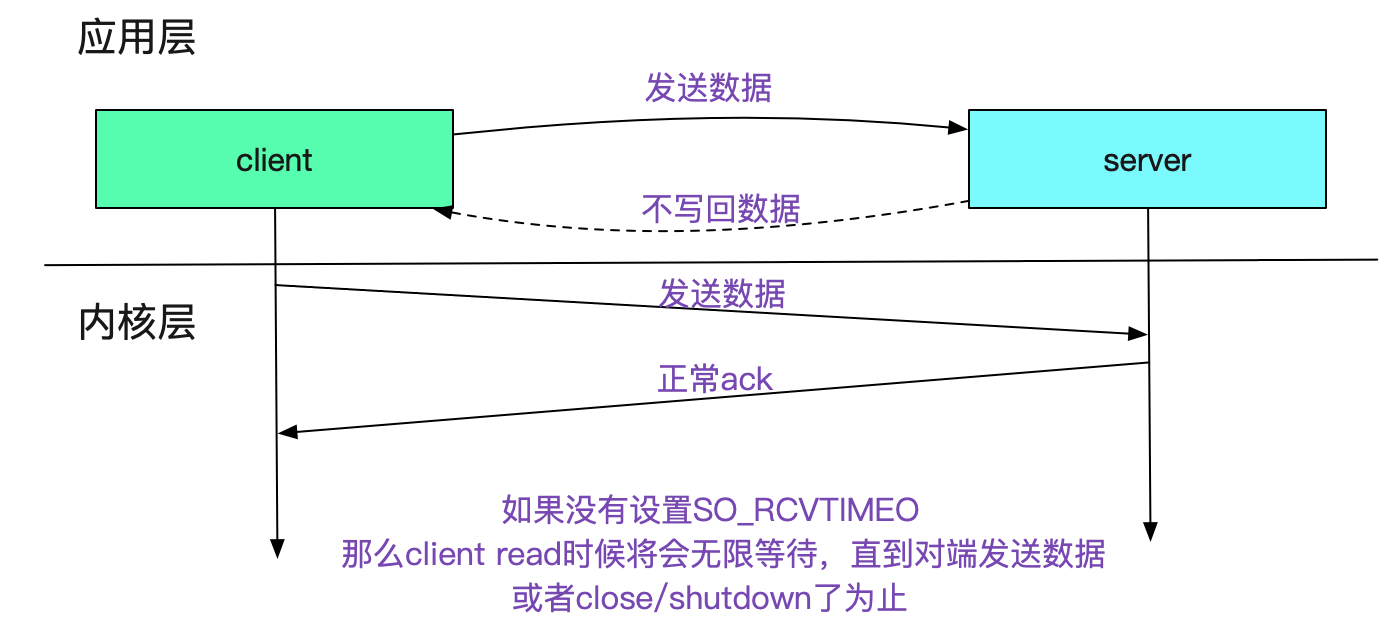 应用层
发送数据
client
server
不写回数据
发送数据
内核层
正常ack
如果没有设置SO_RCVTIMEO
那么client read时候将会无限等待，直到对端发送数据
或者close/shutdown了为止